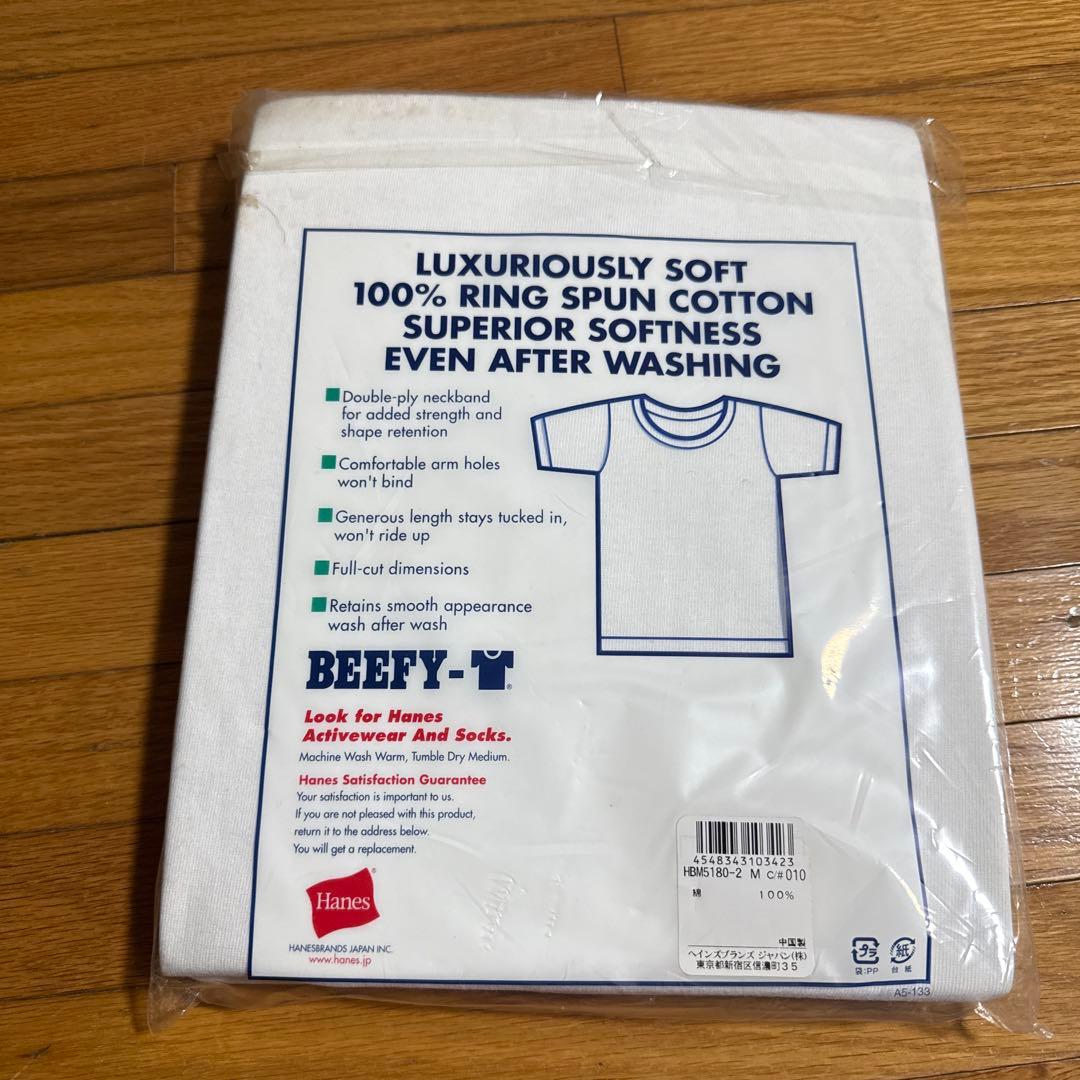 LUXURIOUSLY SOFT
100% RING SPUN COTTON
SUPERIOR SOFTNESS
EVEN AFTER WASHING
Double-ply neckband
for added strength and
shape retention
Comfortable arm holes
won't bind
Generous length stays tucked in,
won't ride up
Full-cut dimensions
Retains smooth appearance
wash after wash
BEEFY-T®
Look for Hanes
Activewear And Socks.
Machine Wash Warm, Tumble Dry Medium.
Hanes Satisfaction Guarantee
Your satisfaction is important to us.
If you are not pleased with this product,
return it to the address below.
You will get a replacement.
Hanes®
HANESBRANDS JAPAN INC.
www.hanes.jp
4548343103423
HBM5180-2 M C/#010
綿 100%
中国製
ヘインズブランズ ジャパン(株)
東京都新宿区信濃町35
プラ 紙
袋:PP 台紙
A5-133